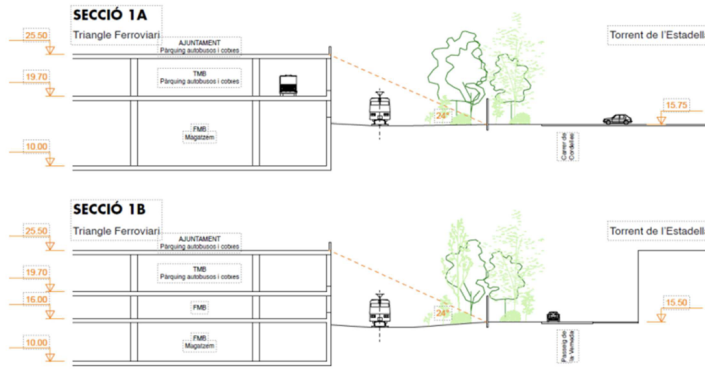 SECCIÓ 1A
Triangle Ferroviari
Torrent de l'Estadella
25.50
AJUNTAMENT
Pàrquing autobusos i cotxes
19.70
TMB
Pàrquing autobusos i cotxes
24°
15.75
FMB
Magatzem
10.00
Carrer de
SECCIÓ 1B
Triangle Ferroviari
Torrent de l'Estadella
25.50
AJUNTAMENT
Pàrquing autobusos i cotxes
19.70
TMB
Pàrquing autobusos i cotxes
16.00
FMB
24°
15.50
FMB
Magatzem
10.00
Passeig de
la Verneda